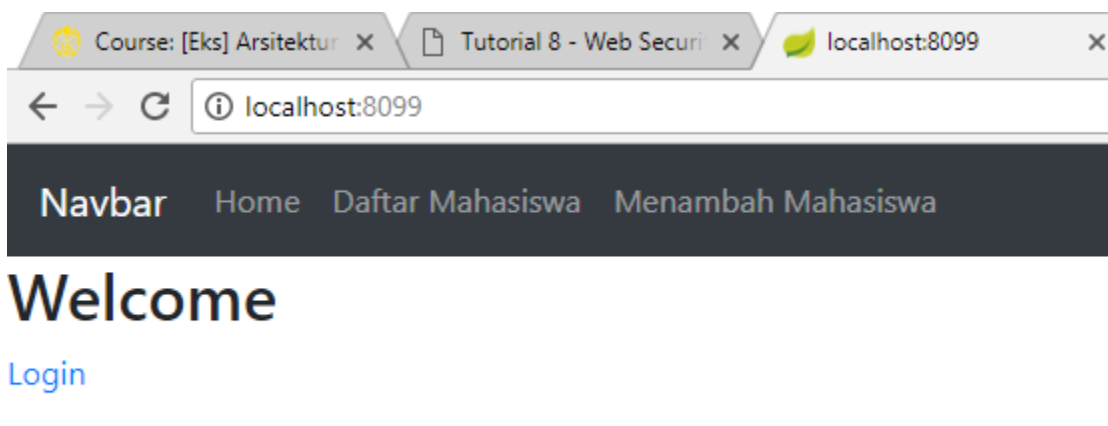 Course: [Eks] Arsitektur
Tutorial 8 - Web Securi
localhost:8099
localhost:8099
Navbar Home Daftar Mahasiswa Menambah Mahasiswa
Welcome
Login